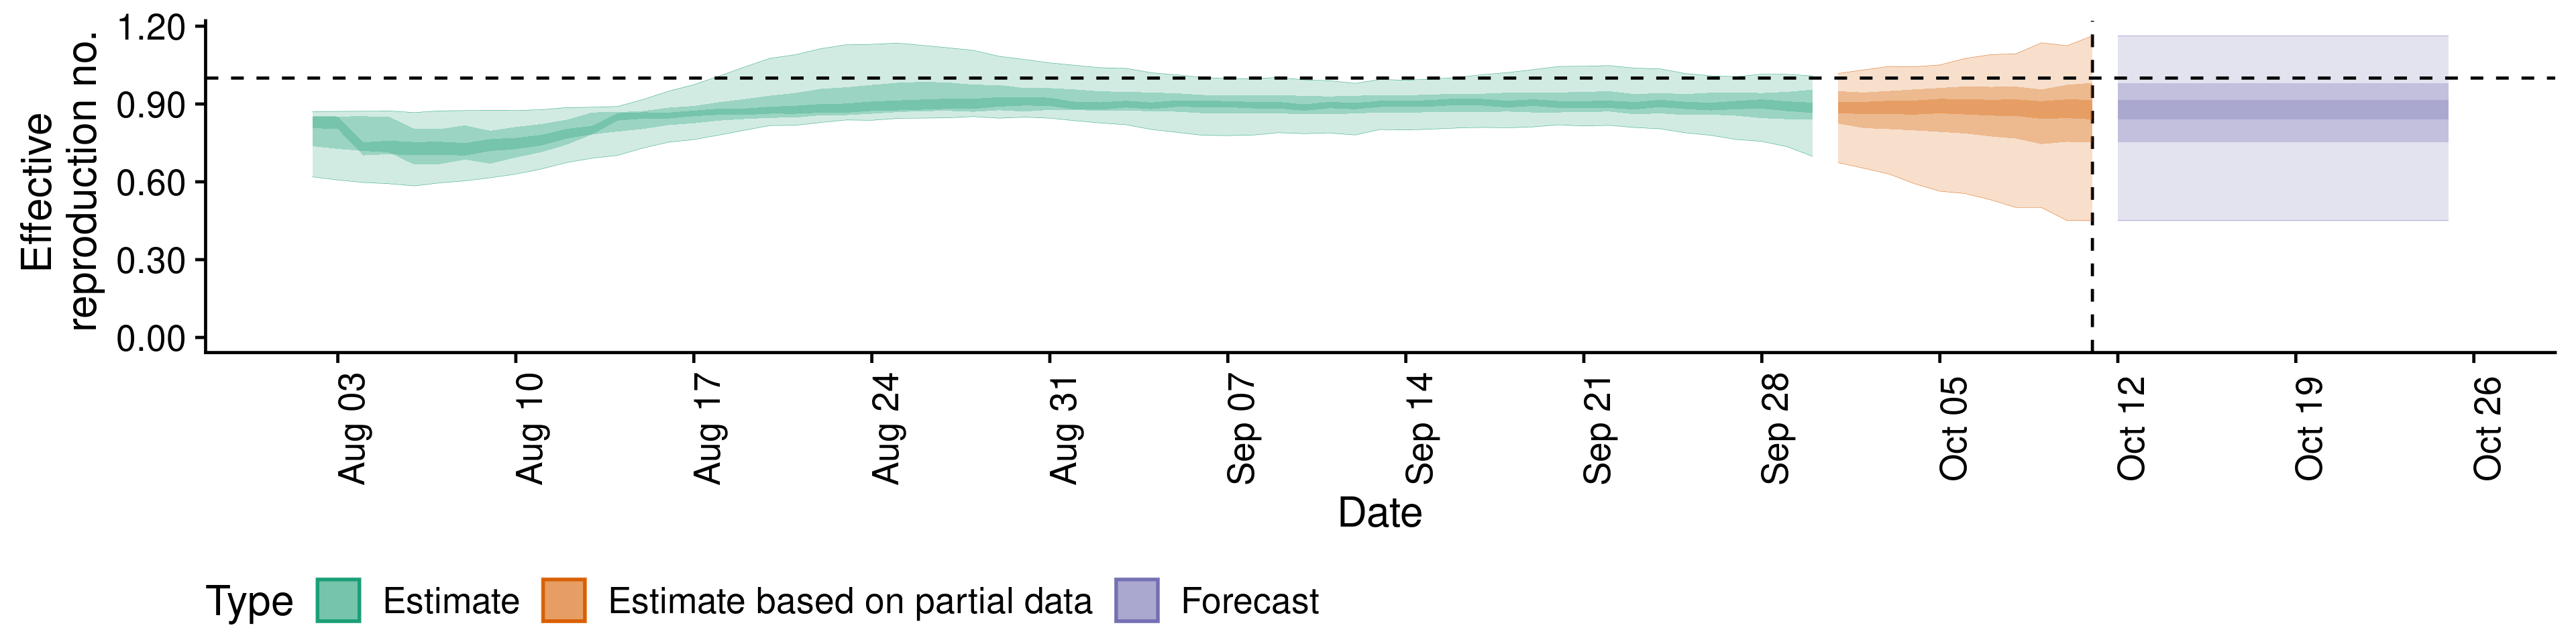 Effective
reproduction no.
1.20
0.90
0.60
0.30
0.00
Aug 03
Aug 10
Aug 17
Aug 24
Aug 31
Sep 07
Sep 14
Sep 21
Sep 28
Oct 05
Oct 12
Oct 19
Oct 26
Date
Type Estimate Estimate based on partial data Forecast